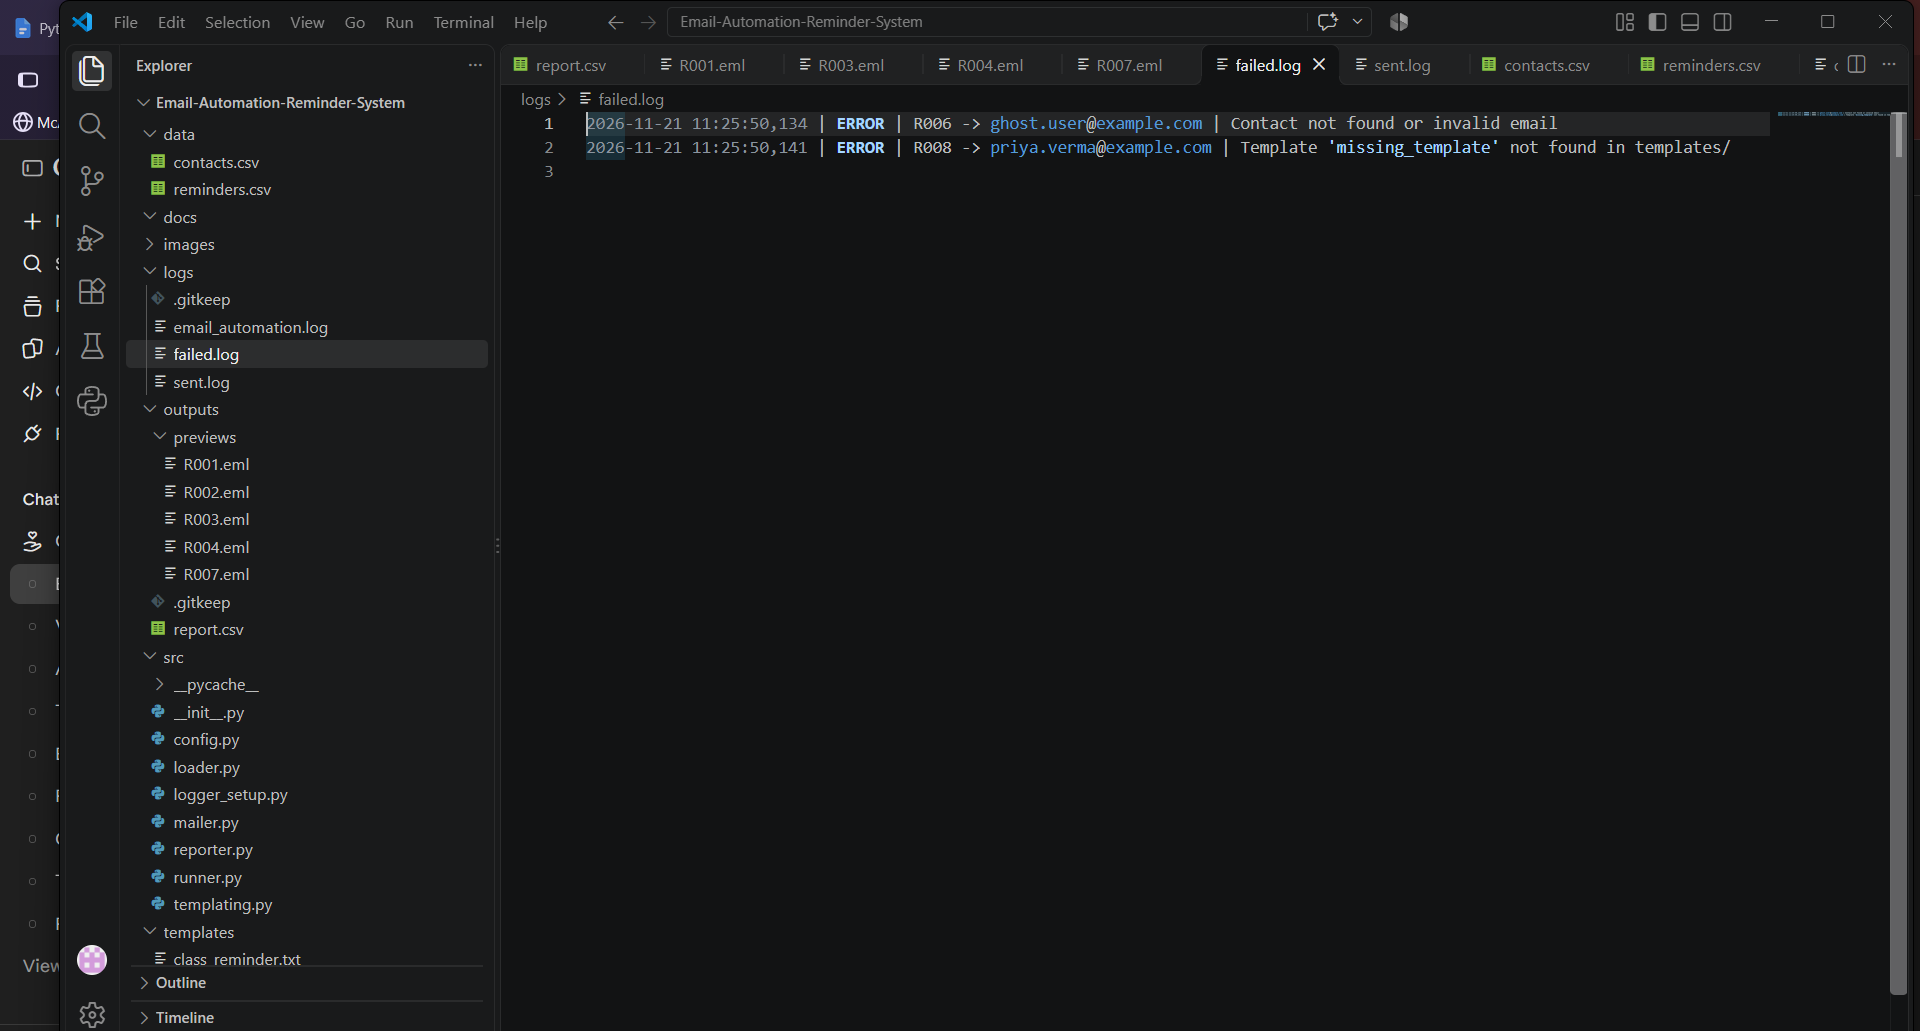 Pyt
File Edit Selection View Go Run Terminal Help
Email-Automation-Reminder-System
Explorer
report.csv R001.eml R003.eml R004.eml R007.eml failed.log sent.log contacts.csv reminders.csv
logs > failed.log
1 2026-11-21 11:25:50,134 | ERROR | R006 -> ghost.user@example.com | Contact not found or invalid email
2 2026-11-21 11:25:50,141 | ERROR | R008 -> priya.verma@example.com | Template 'missing_template' not found in templates/
3
Email-Automation-Reminder-System
data
contacts.csv
reminders.csv
docs
images
logs
.gitkeep
email_automation.log
failed.log
sent.log
outputs
previews
R001.eml
R002.eml
R003.eml
R004.eml
R007.eml
.gitkeep
report.csv
src
__pycache__
__init__.py
config.py
loader.py
logger_setup.py
mailer.py
reporter.py
runner.py
templating.py
templates
class_reminder.txt
Outline
Timeline
McA
Chat
View